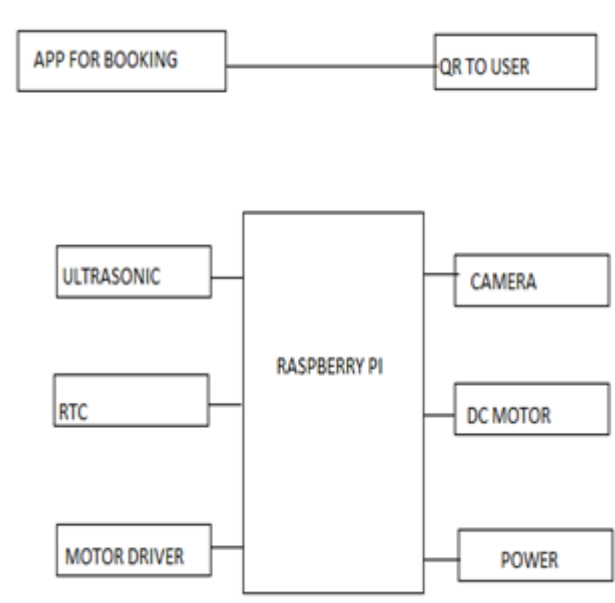 APP FOR BOOKING
QR TO USER
ULTRASONIC
CAMERA
RASPBERRY PI
RTC
DC MOTOR
MOTOR DRIVER
POWER